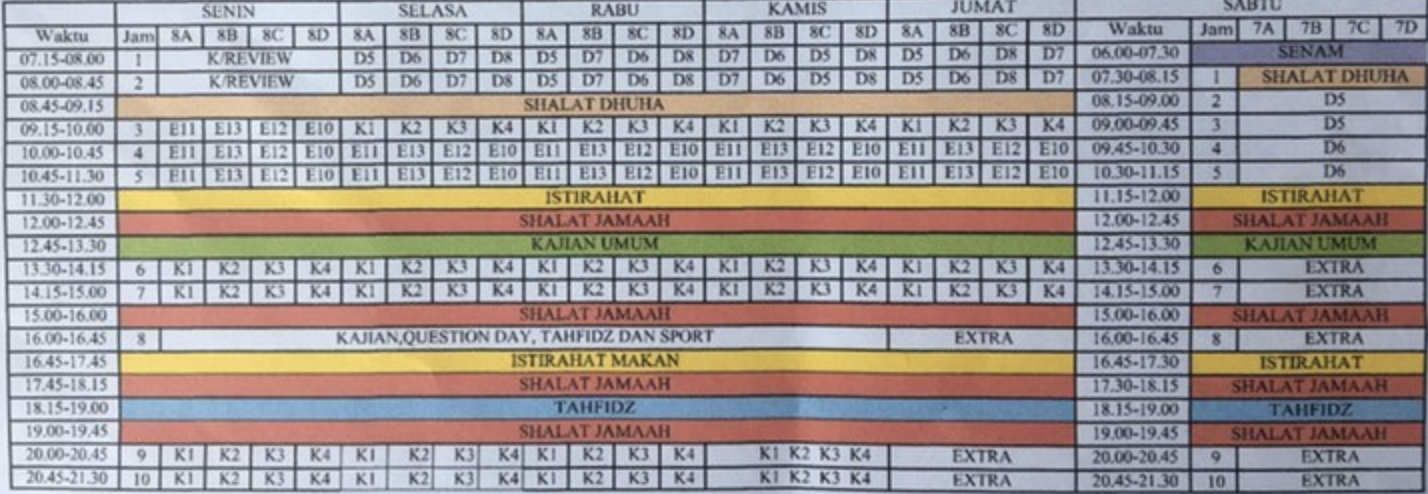 SENIN SELASA RABU KAMIS JUMAT SABTU
Waktu Jam 8A 8B 8C 8D 8A 8B 8C 8D 8A 8B 8C 8D 8A 8B 8C 8D 8A 8B 8C 8D Waktu Jam 7A 7B 7C 7D
07.15-08.00 1 K/REVIEW D5 D6 D7 D8 D5 D7 D6 D8 D7 D6 D5 D8 D5 D6 D8 D7 06.00-07.30 SENAM
08.00-08.45 2 K/REVIEW D5 D6 D7 D8 D5 D7 D6 D8 D7 D6 D5 D8 D5 D6 D8 D7 07.30-08.15 1 SHALAT DHUHA
08.45-09.15 SHALAT DHUHA 08.15-09.00 2 D5
09.15-10.00 3 E11 E13 E12 E10 K1 K2 K3 K4 K1 K2 K3 K4 K1 K2 K3 K4 K1 K2 K3 K4 09.00-09.45 3 D5
10.00-10.45 4 E11 E13 E12 E10 E11 E13 E12 E10 E11 E13 E12 E10 E11 E13 E12 E10 E11 E13 E12 E10 09.45-10.30 4 D6
10.45-11.30 5 E11 E13 E12 E10 E11 E13 E12 E10 E11 E13 E12 E10 E11 E13 E12 E10 E11 E13 E12 E10 10.30-11.15 5 D6
11.30-12.00 ISTIRAHAT 11.15-12.00 ISTIRAHAT
12.00-12.45 SHALAT JAMAAH 12.00-12.45 SHALAT JAMAAH
12.45-13.30 KAJIAN UMUM 12.45-13.30 KAJIAN UMUM
13.30-14.15 6 K1 K2 K3 K4 K1 K2 K3 K4 K1 K2 K3 K4 K1 K2 K3 K4 K1 K2 K3 K4 13.30-14.15 6 EXTRA
14.15-15.00 7 K1 K2 K3 K4 K1 K2 K3 K4 K1 K2 K3 K4 K1 K2 K3 K4 K1 K2 K3 K4 14.15-15.00 7 EXTRA
15.00-16.00 SHALAT JAMAAH 15.00-16.00 SHALAT JAMAAH
16.00-16.45 8 KAJIAN,QUESTION DAY, TAHFIDZ DAN SPORT EXTRA 16.00-16.45 8 EXTRA
16.45-17.45 ISTIRAHAT MAKAN 16.45-17.30 ISTIRAHAT
17.45-18.15 SHALAT JAMAAH 17.30-18.15 SHALAT JAMAAH
18.15-19.00 TAHFIDZ 18.15-19.00 TAHFIDZ
19.00-19.45 SHALAT JAMAAH 19.00-19.45 SHALAT JAMAAH
20.00-20.45 9 K1 K2 K3 K4 K1 K2 K3 K4 K1 K2 K3 K4 K1 K2 K3 K4 EXTRA 20.00-20.45 9 EXTRA
20.45-21.30 10 K1 K2 K3 K4 K1 K2 K3 K4 K1 K2 K3 K4 K1 K2 K3 K4 EXTRA 20.45-21.30 10 EXTRA